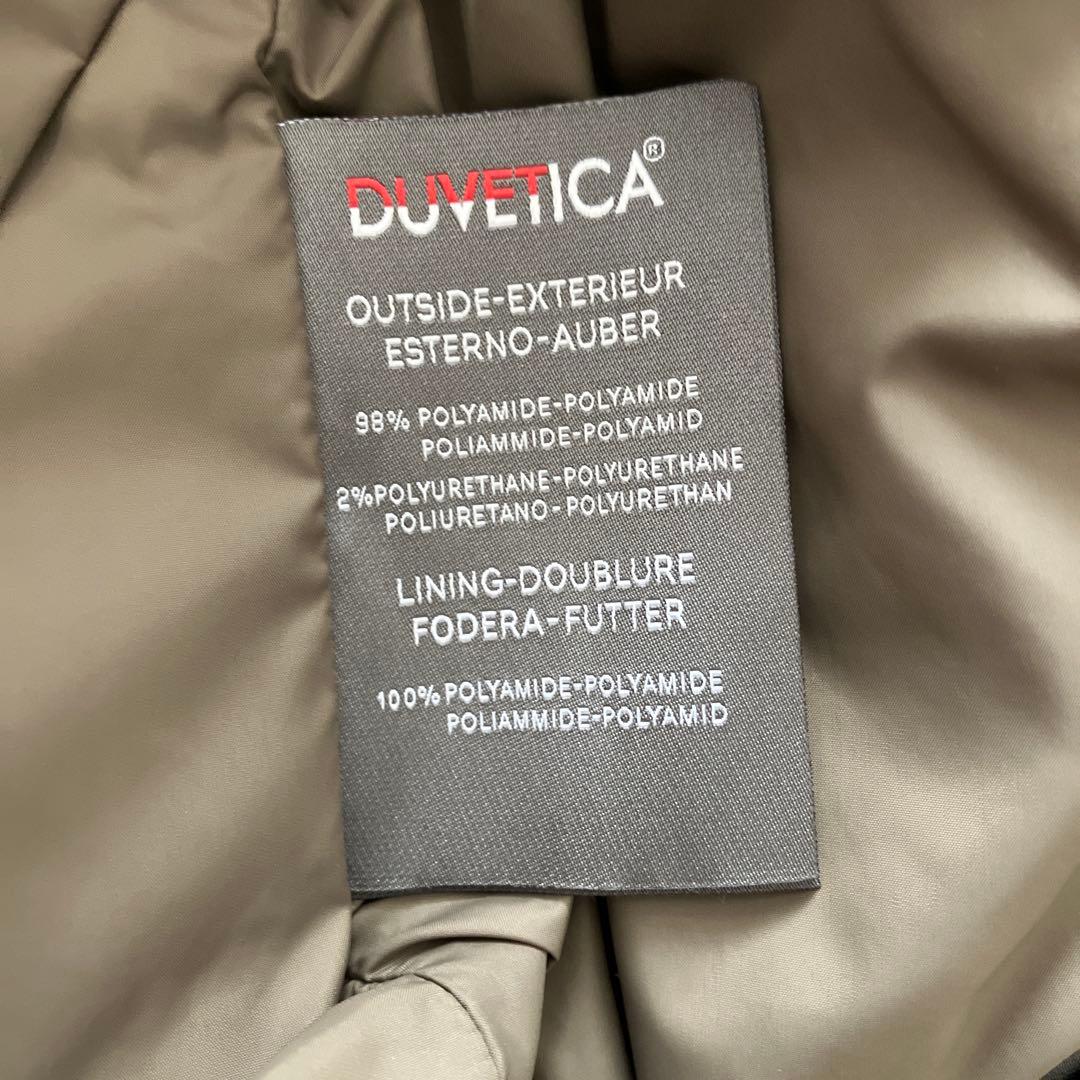 DUVETICA®
OUTSIDE-EXTERIEUR
ESTERNO-AUBER
98% POLYAMIDE-POLYAMIDE
POLIAMMIDE-POLYAMID
2%POLYURETHANE-POLYURETHANE
POLIURETANO-POLYURETHAN
LINING-DOUBLURE
FODERA-FUTTER
100% POLYAMIDE-POLYAMIDE
POLIAMMIDE-POLYAMID